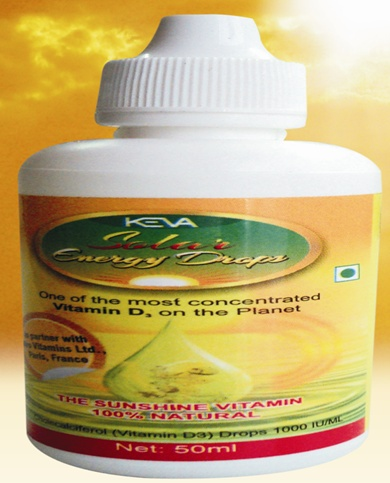 KEVA
Solar
Energy Drops
One of the most concentrated
Vitamin D₃ on the Planet
partner with
Vitamins Ltd.,
Paris, France
THE SUNSHINE VITAMIN
100% NATURAL
(Vitamin D3) Drops 1000 IU/ML
Net: 50ml